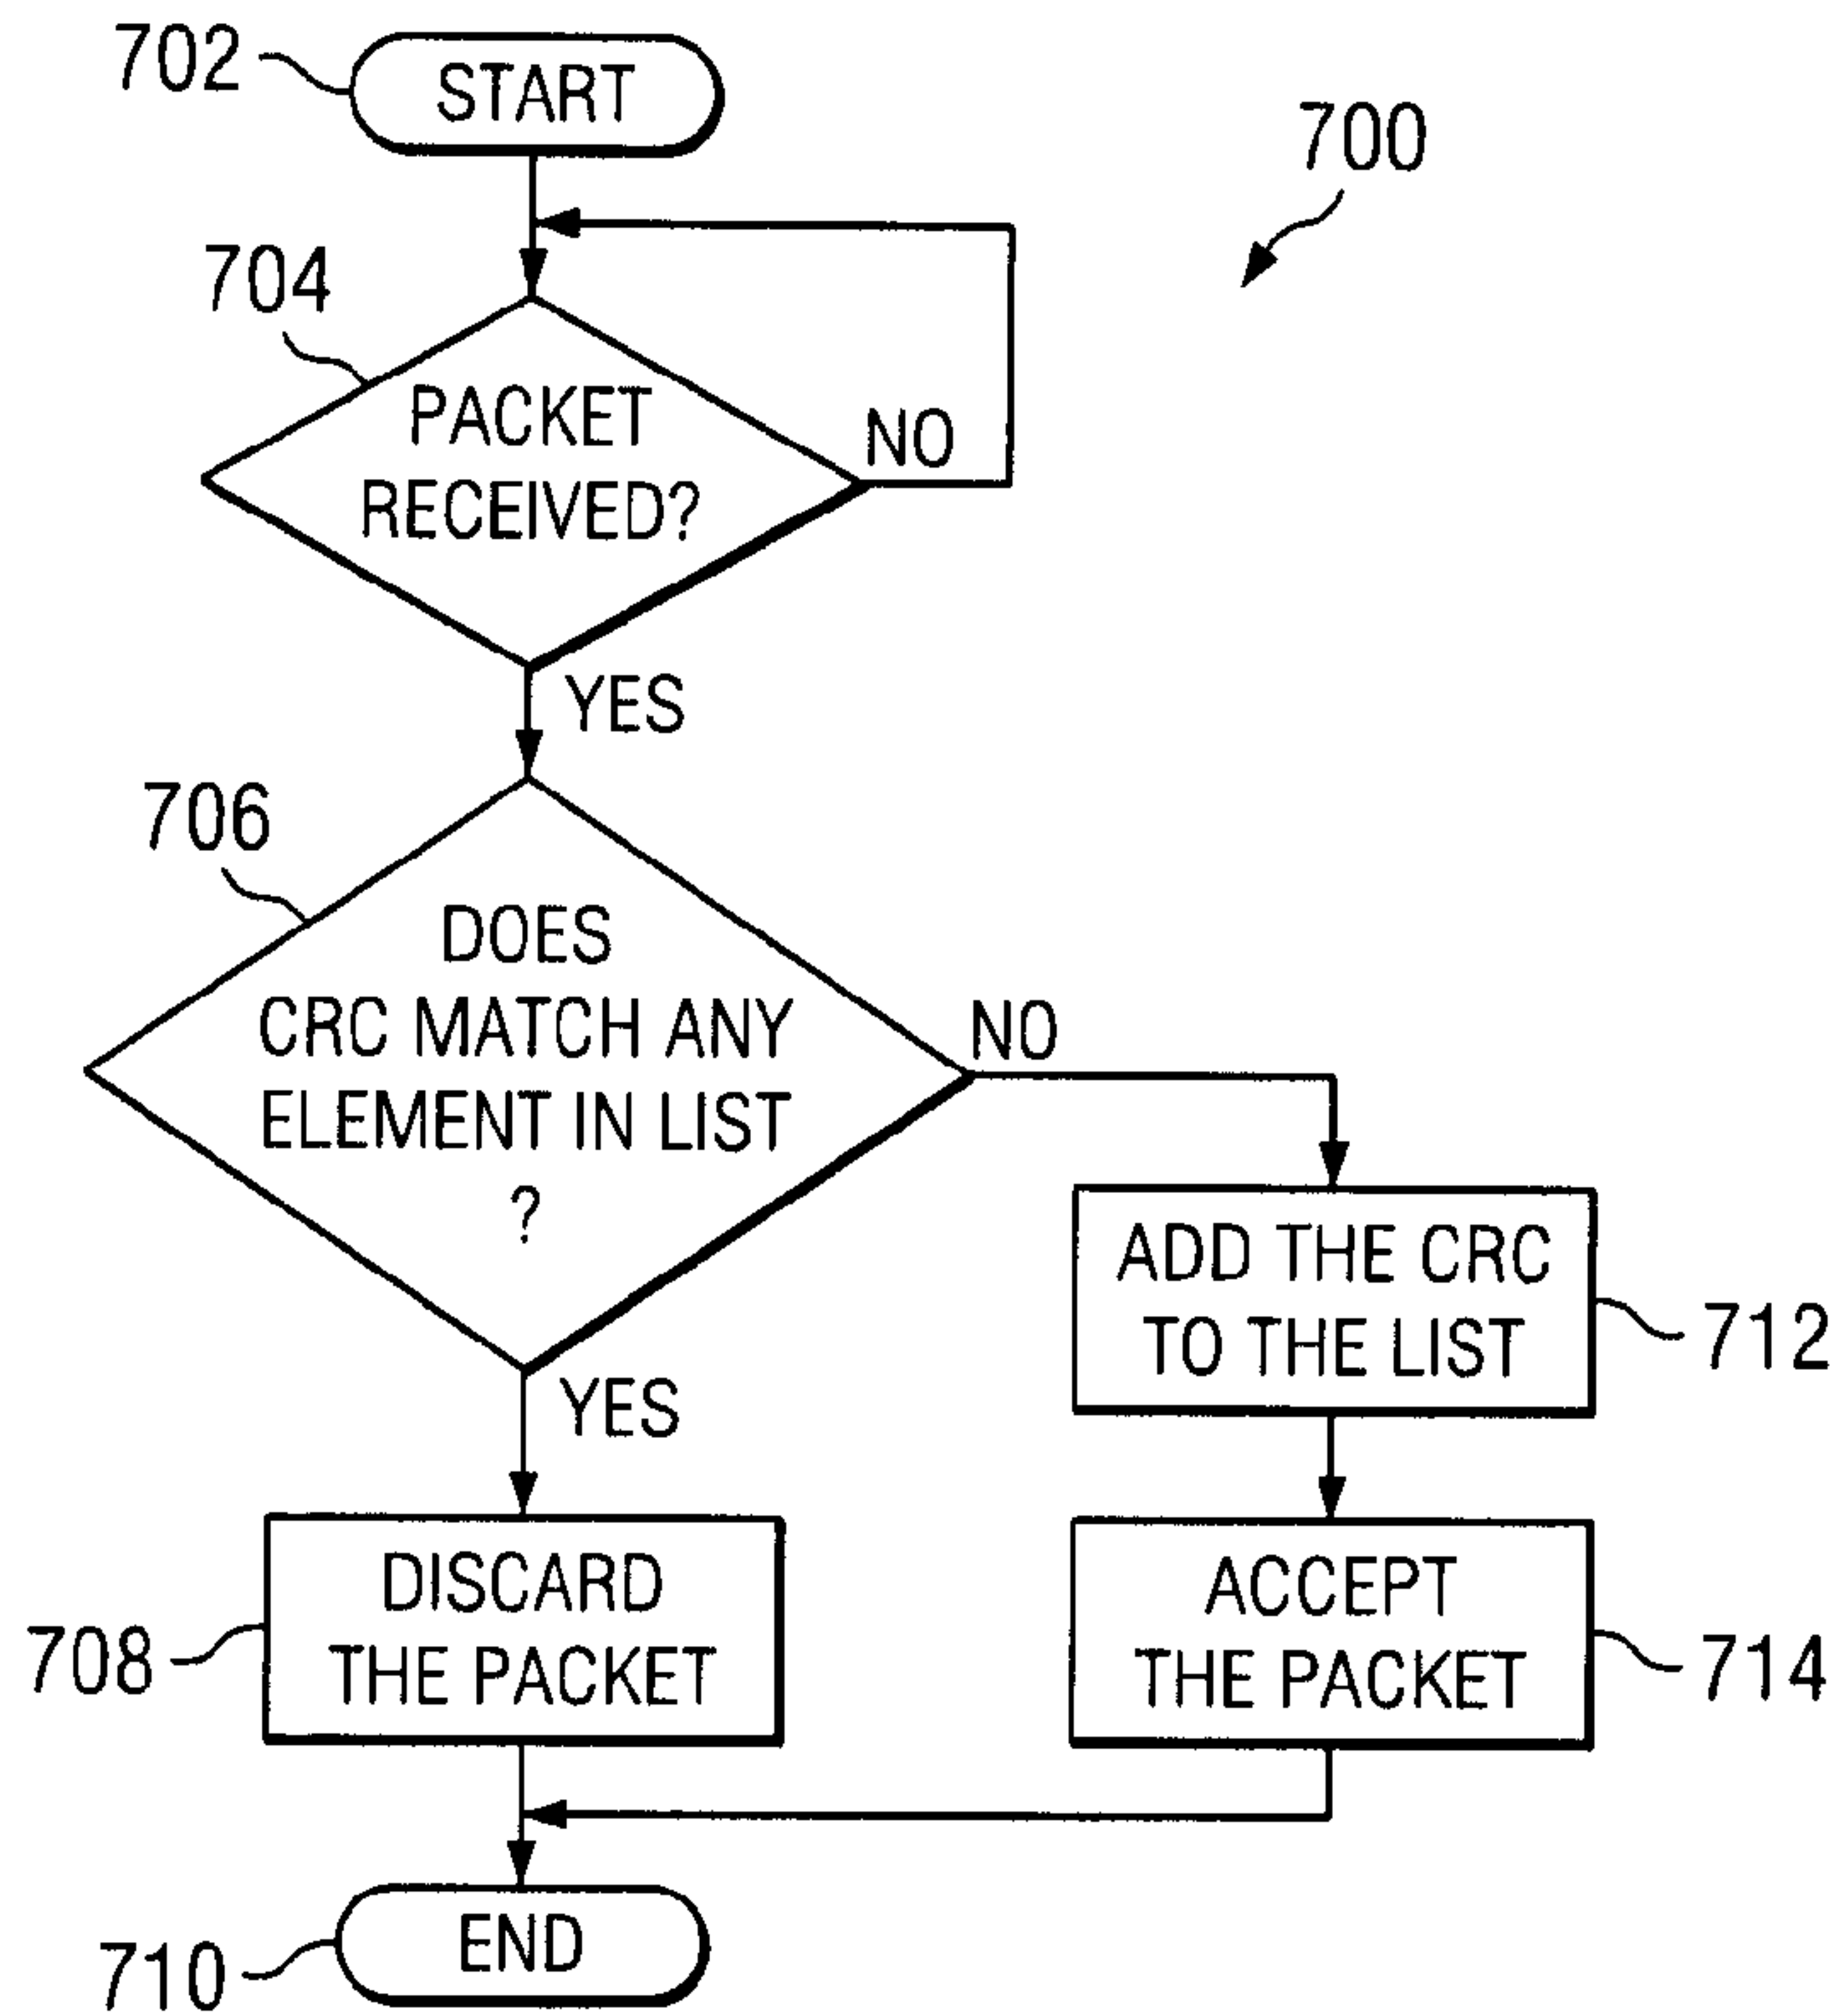 702
START
700
704
PACKET
RECEIVED?
NO
YES
706
DOES
CRC MATCH ANY
ELEMENT IN LIST
?
NO
YES
ADD THE CRC
TO THE LIST
712
DISCARD
THE PACKET
708
ACCEPT
THE PACKET
714
END
710